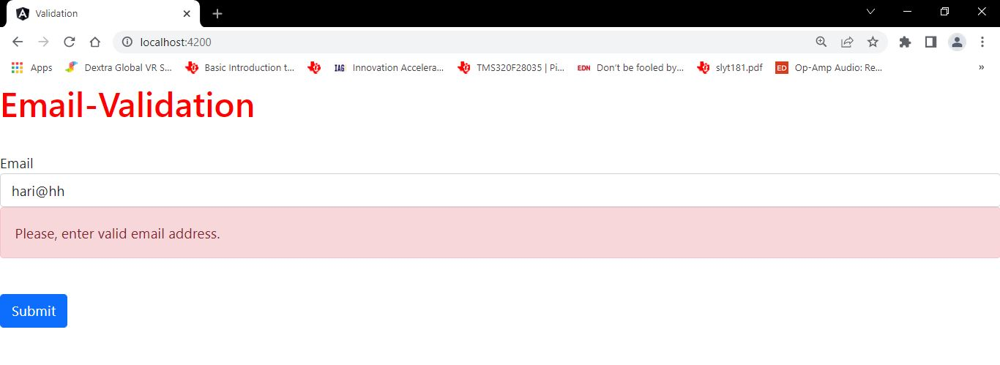 Validation
localhost:4200
Apps Dextra Global VR S... Basic Introduction t... IAG Innovation Accelera... TMS320F28035 | Pi... EDN Don't be fooled by... slyt181.pdf ED Op-Amp Audio: Re... »
Email-Validation
Email
hari@hh
Please, enter valid email address.
Submit